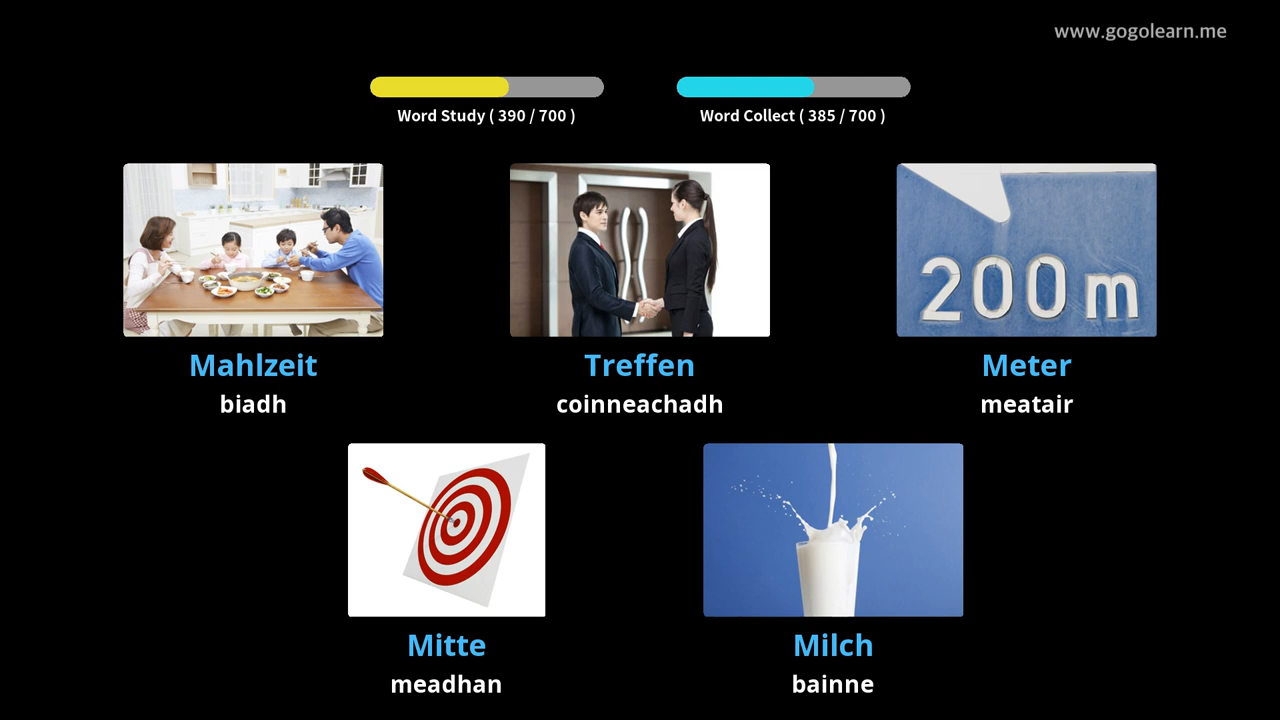 www.gogolearn.me
Word Study ( 390 / 700 )
Word Collect ( 385 / 700 )
200 m
Mahlzeit
biadh
Treffen
coinneachadh
Meter
meatair
Mitte
meadhan
Milch
bainne